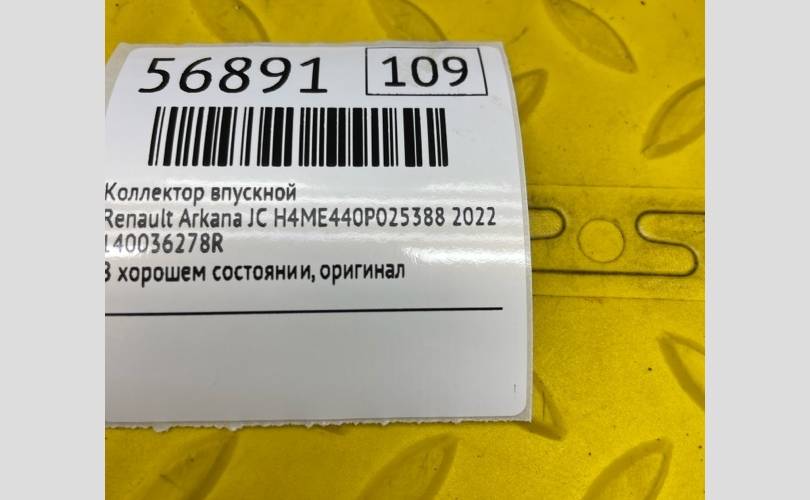 56891 109
Коллектор впускной
Renault Arkana JC H4ME440P025388 2022
140036278R
В хорошем состоянии, оригинал